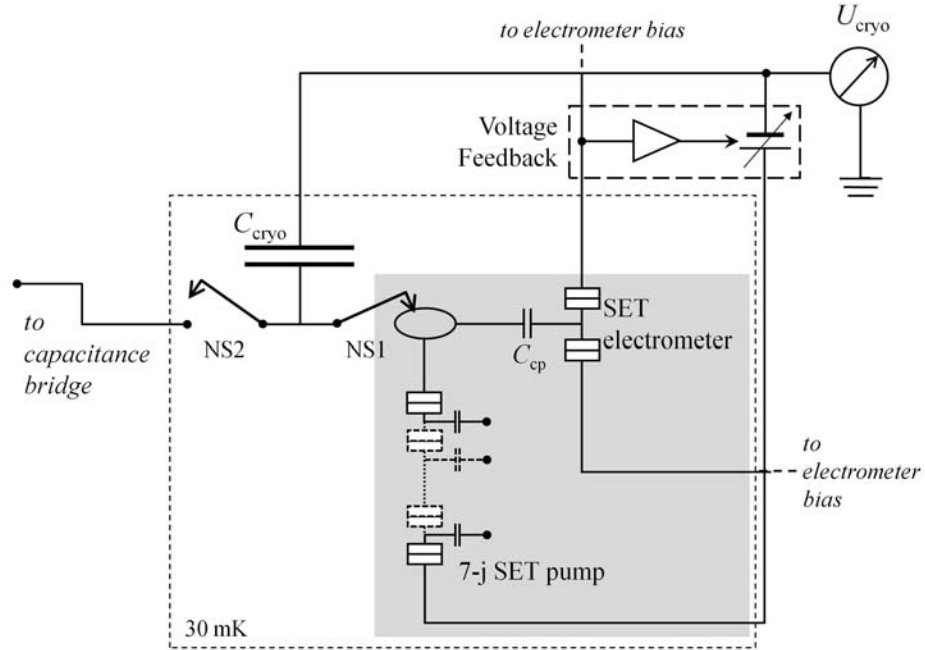 U_cryo
to electrometer bias
Voltage
Feedback
C_cryo
SET
electrometer
to
capacitance
bridge
NS2
NS1
C_cp
to
electrometer
bias
7-j SET pump
30 mK